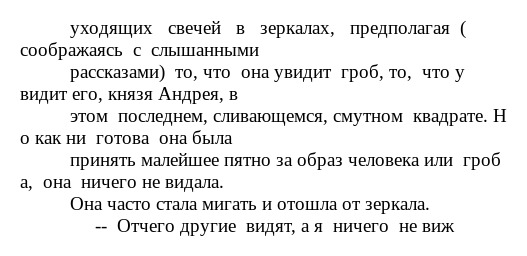 уходящих свечей в зеркалах, предполагая (
соображаясь с слышанными
рассказами) то, что она увидит гроб, то, что у
видит его, князя Андрея, в
этом последнем, сливающемся, смутном квадрате. Н
о как ни готова она была
принять малейшее пятно за образ человека или гроб
а, она ничего не видала.
Она часто стала мигать и отошла от зеркала.
-- Отчего другие видят, а я ничего не виж